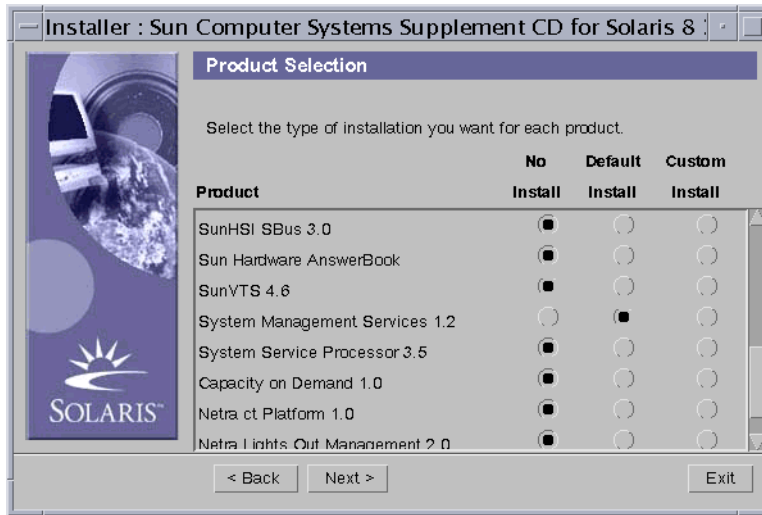 Installer : Sun Computer Systems Supplement CD for Solaris 8
Product Selection
Select the type of installation you want for each product.
No Default Custom
Product Install Install Install
SunHSI SBus 3.0
Sun Hardware AnswerBook
SunVTS 4.6
System Management Services 1.2
System Service Processor 3.5
Capacity on Demand 1.0
Netra ct Platform 1.0
Netra Lights Out Management 2.0
SOLARIS™
< Back Next > Exit